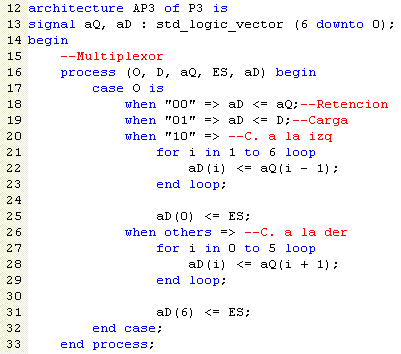 12 architecture AP3 of P3 is
13 signal aQ, aD : std_logic_vector (6 downto 0);
14 begin
15     --Multiplexor
16     process (O, D, aQ, ES, aD) begin
17         case O is
18             when "00" => aD <= aQ;--Retencion
19             when "01" => aD <= D;--Carga
20             when "10" => --C. a la izq
21                 for i in 1 to 6 loop
22                     aD(i) <= aQ(i - 1);
23                 end loop;
24
25                 aD(0) <= ES;
26             when others => --C. a la der
27                 for i in 0 to 5 loop
28                     aD(i) <= aQ(i + 1);
29                 end loop;
30
31                 aD(6) <= ES;
32         end case;
33     end process;